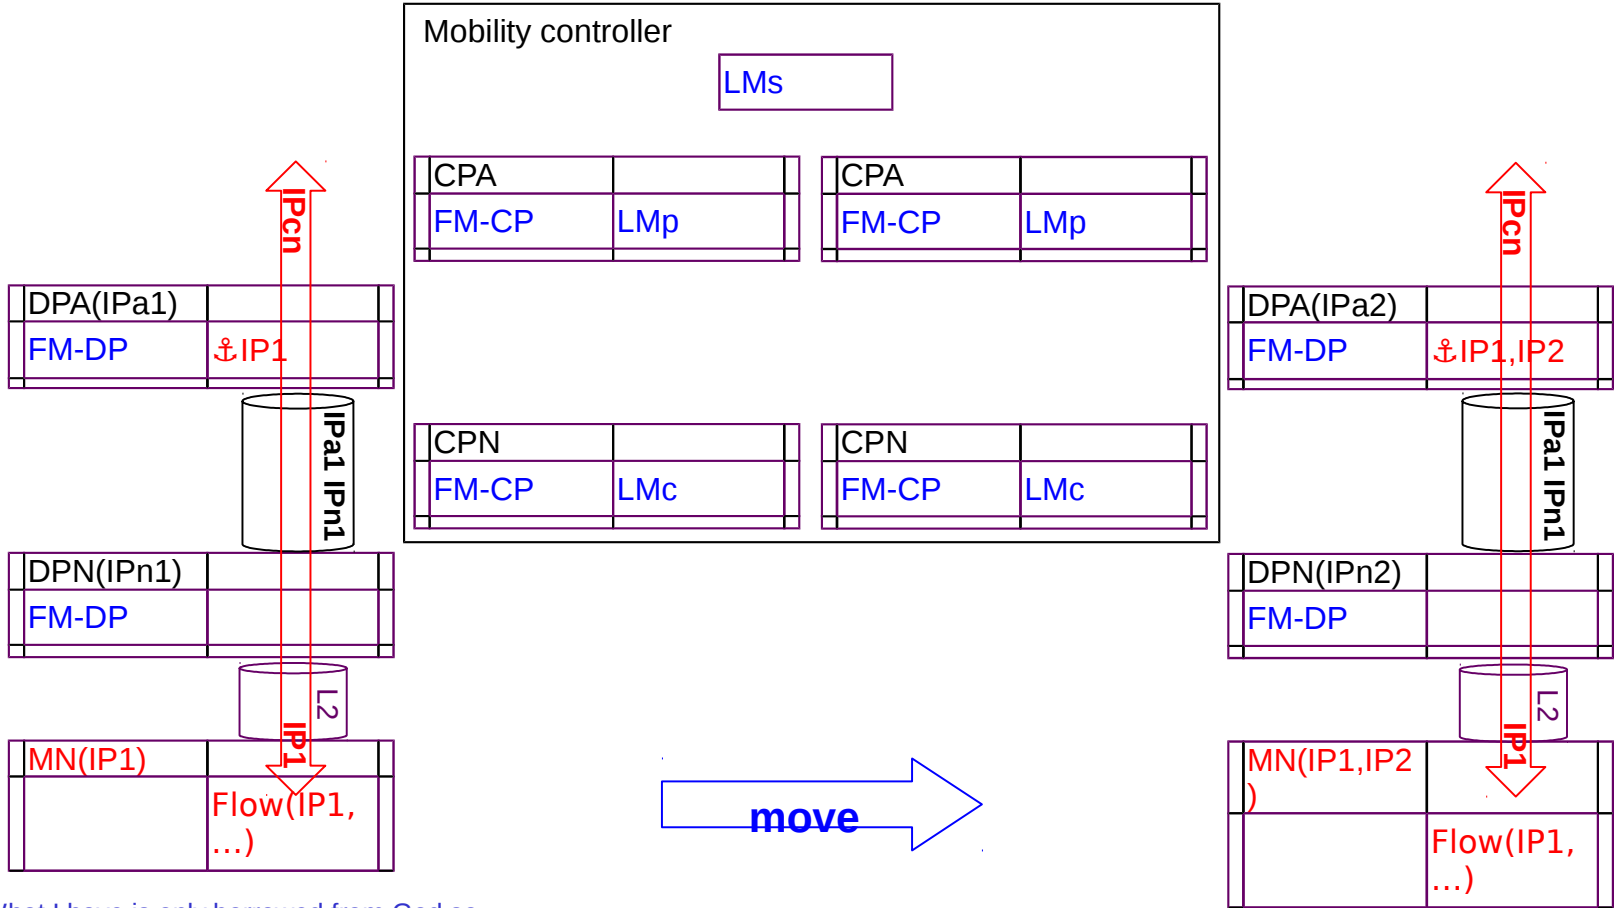 Mobility controller
LMs
CPA
FM-CP LMp
CPA
FM-CP LMp
CPN
FM-CP LMc
CPN
FM-CP LMc
IPcn
DPA(IPa1)
FM-DP ⚓IP1
IPa1 IPn1
DPN(IPn1)
FM-DP
L2
IP1
MN(IP1)
Flow(IP1,
...)
move
IPcn
DPA(IPa2)
FM-DP ⚓IP1,IP2
IPa1 IPn1
DPN(IPn2)
FM-DP
L2
IP1
MN(IP1,IP2
)
Flow(IP1,
...)